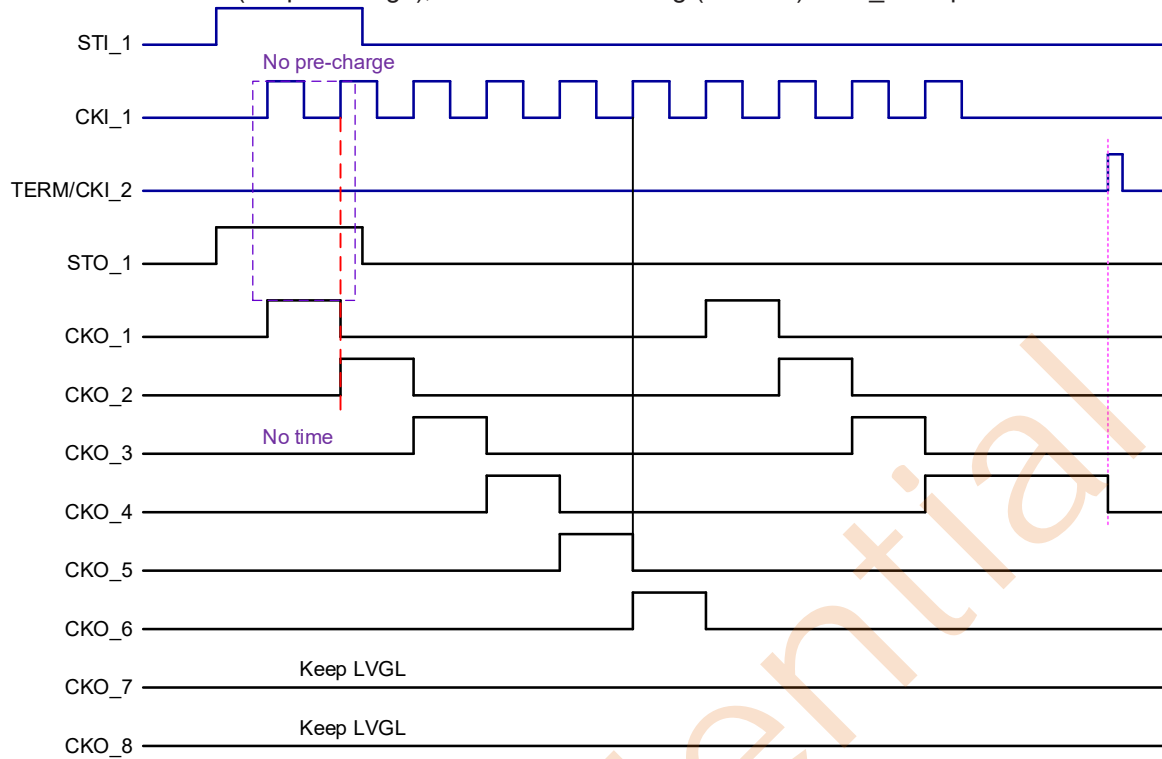 STI_1
No pre-charge
CKI_1
TERM/CKI_2
STO_1
CKO_1
CKO_2
No time
CKO_3
CKO_4
CKO_5
CKO_6
Keep LVGL
CKO_7
Keep LVGL
CKO_8
ential